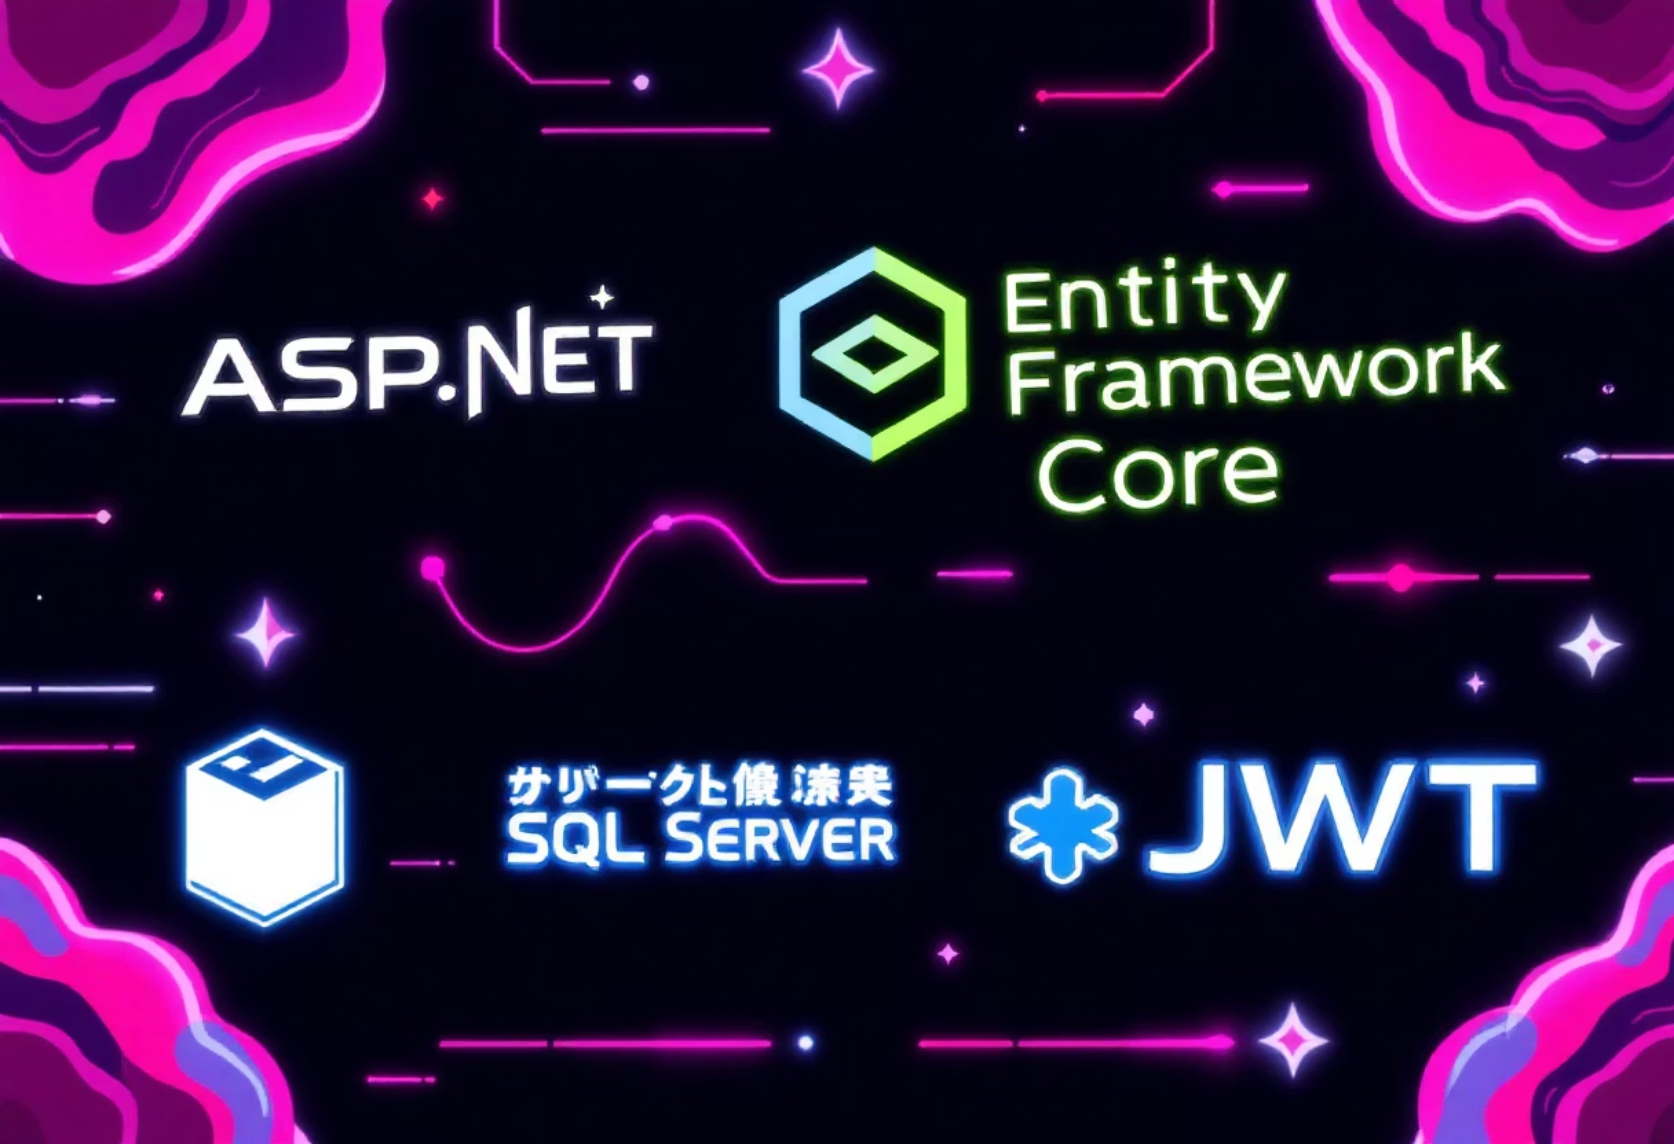 ASP.NET
Entity
Framework
Core
SQL SERVER
JWT